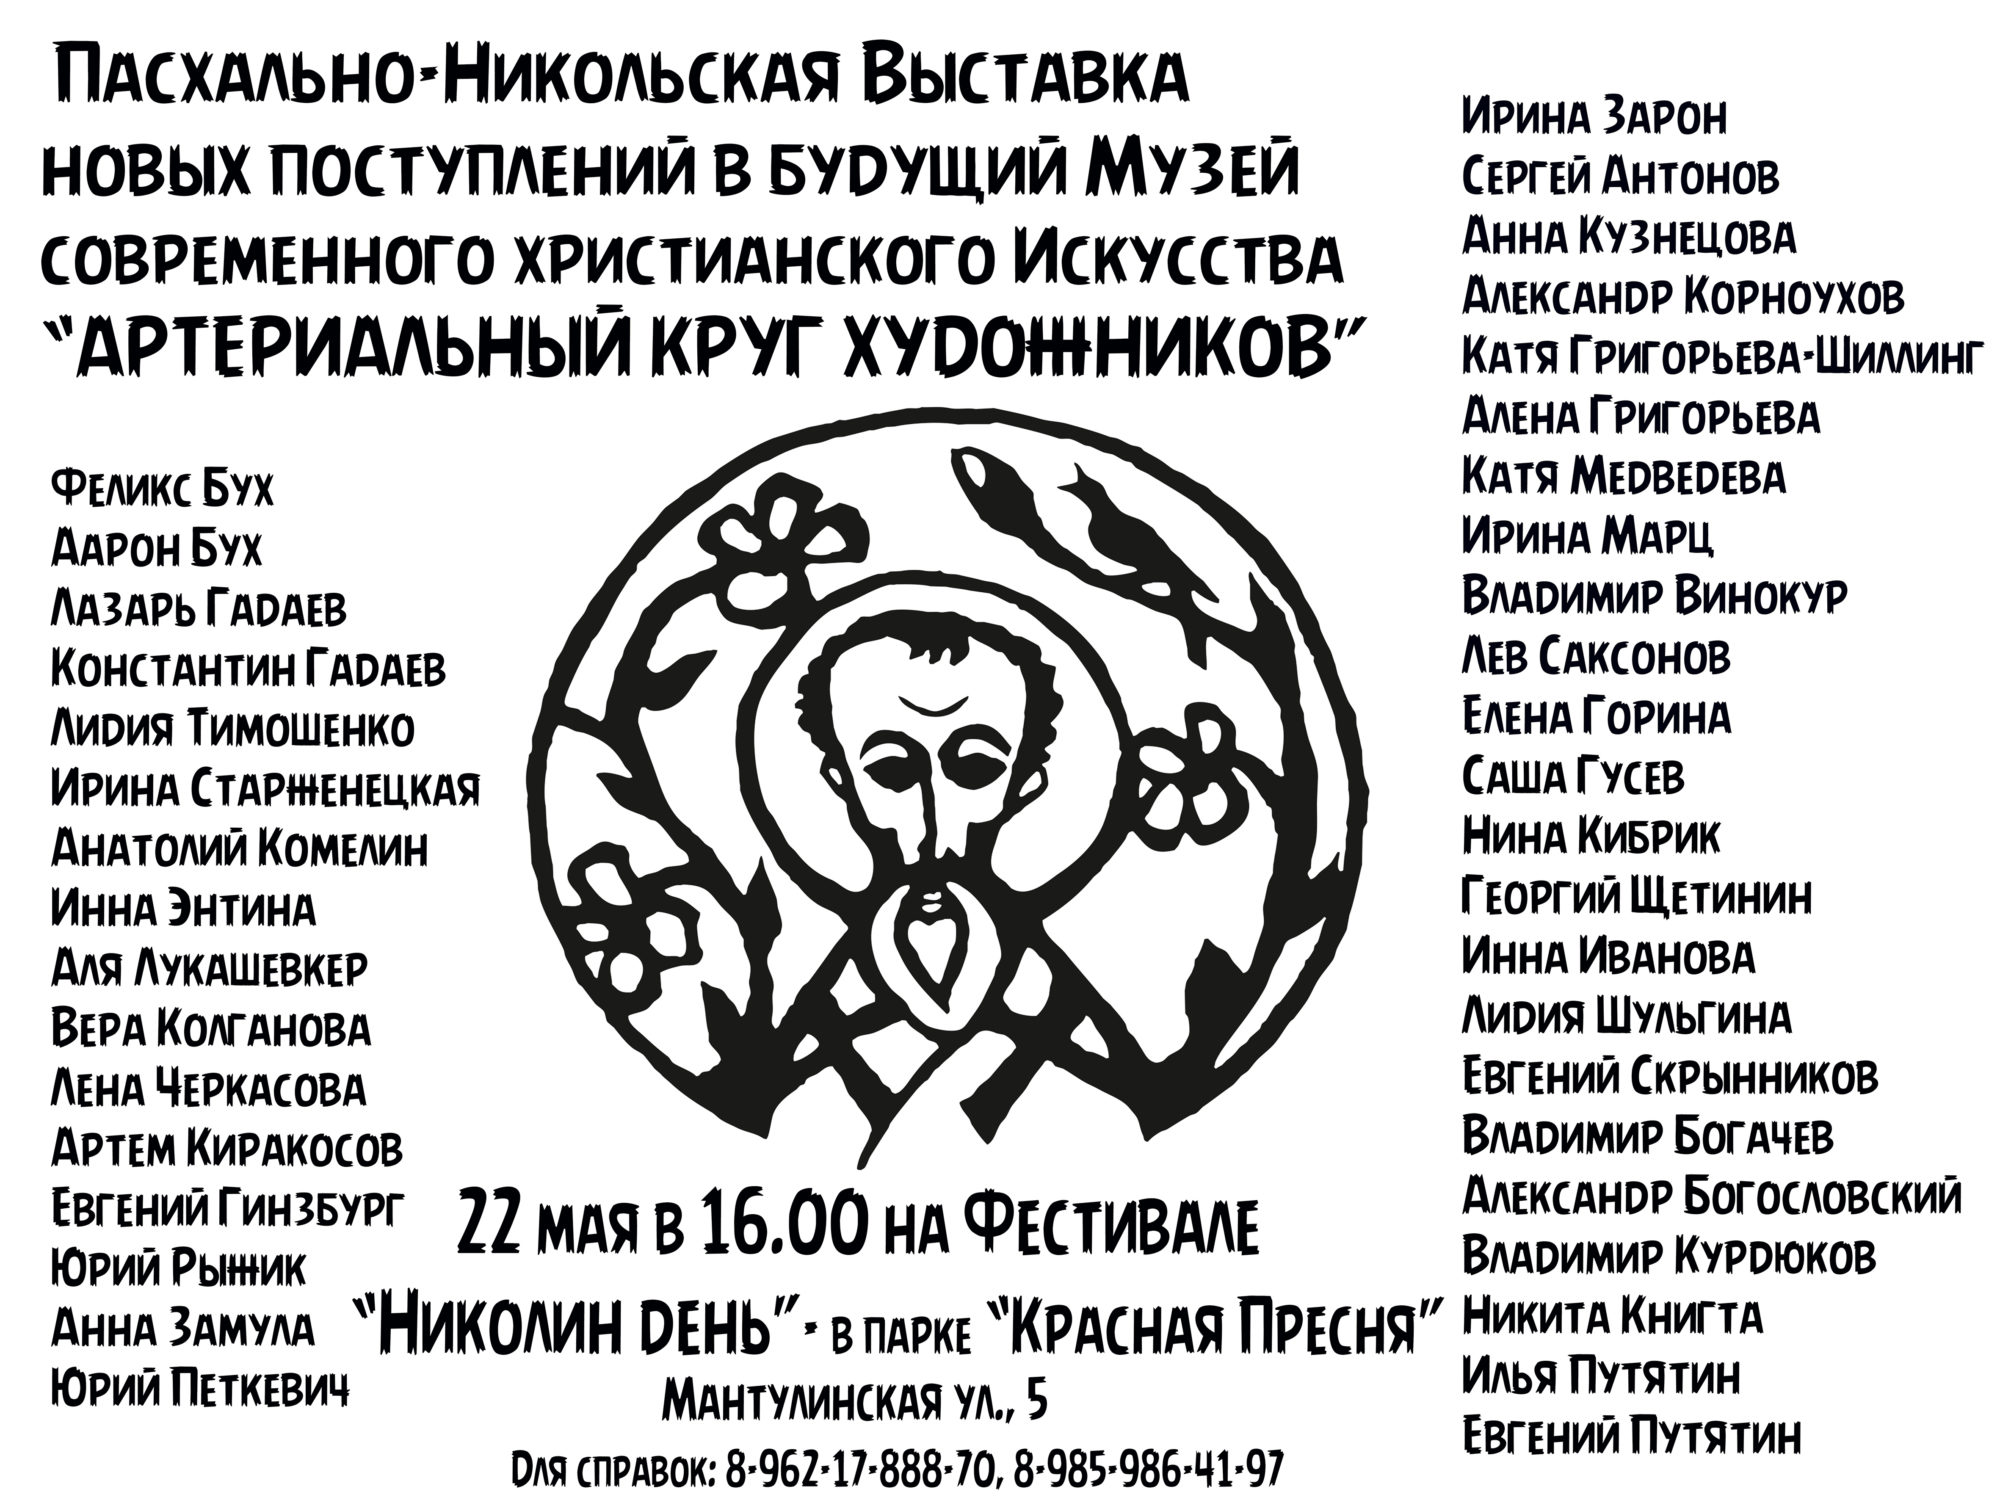 Пасхально-Никольская Выставка
новых поступлений в будущий Музей
современного христианского Искусства
“АРТЕРИАЛЬНЫЙ КРУГ ХУДОЖНИКОВ”
Феликс Бух
Аарон Бух
Лазарь Гадаев
Константин Гадаев
Лидия Тимошенко
Ирина Старженецкая
Анатолий Комелин
Инна Энтина
Аля Лукашевкер
Вера Колганова
Лена Черкасова
Артем Киракосов
Евгений Гинзбург
Юрий Рыжик
Анна Замула
Юрий Петкевич
Ирина Зарон
Сергей Антонов
Анна Кузнецова
Александр Корноухов
Катя Григорьева-Шиллинг
Алена Григорьева
Катя Медведева
Ирина Марц
Владимир Винокур
Лев Саксонов
Елена Горина
Саша Гусев
Нина Кибрик
Георгий Щетинин
Инна Иванова
Лидия Шульгина
Евгений Скрынников
Владимир Богачев
Александр Богословский
Владимир Курдюков
Никита Книгта
Илья Путятин
Евгений Путятин
22 мая в 16.00 на Фестивале
“Николин день”- в парке “Красная Пресня”
Мантулинская ул., 5
Для справок: 8-962-17-888-70, 8-985-986-41-97